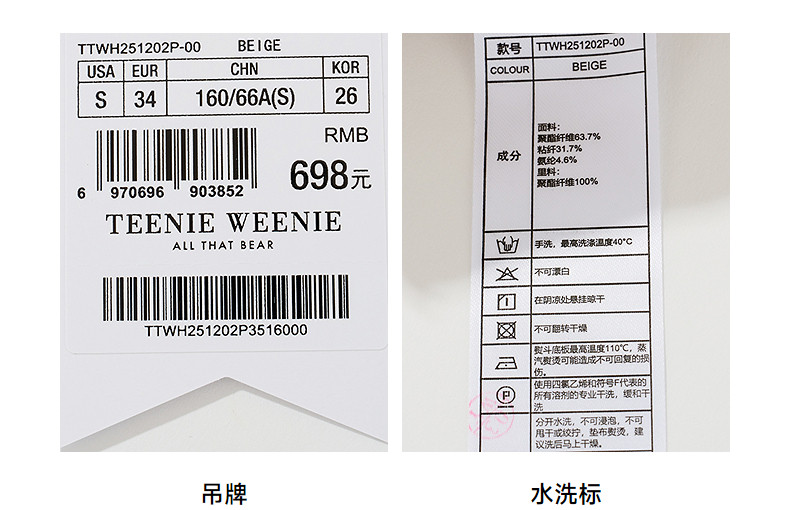 TTWH251202P-00 BEIGE
USA EUR CHN KOR
S 34 160/66A(S) 26
RMB
698元
6 970696 903852
TEENIE WEENIE
ALL THAT BEAR
TTWH251202P3516000
吊牌
款号 TTWH251202P-00
COLOUR BEIGE
成分
面料：
聚酯纤维63.7%
粘纤31.7%
氨纶4.6%
里料：
聚酯纤维100%
手洗，最高洗涤温度40°C
不可漂白
在阴凉处悬挂晾干
不可翻转干燥
熨斗底板最高温度110℃，蒸
汽熨烫可能造成不可回复的损
伤。
P
使用四氯乙烯和符号F代表的
所有溶剂的专业干洗，缓和干
洗
分开水洗，不可浸泡，不可
甩干或绞拧，垫布熨烫，建
议洗后马上干燥。
水洗标